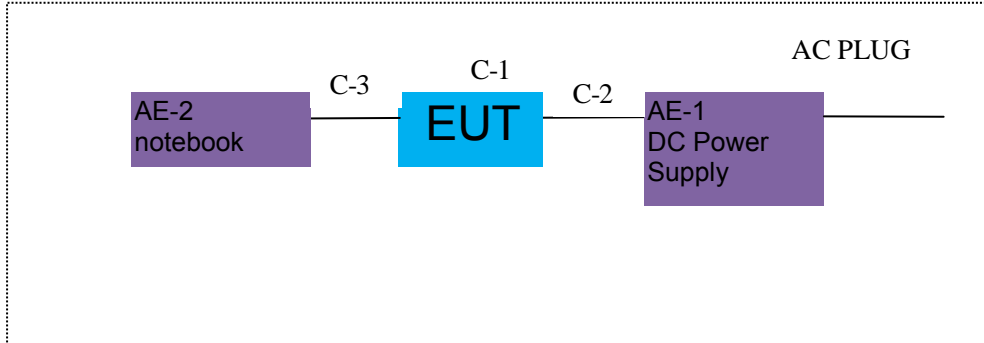 AC PLUG
C-1
C-3
C-2
AE-2
notebook
EUT
AE-1
DC Power
Supply